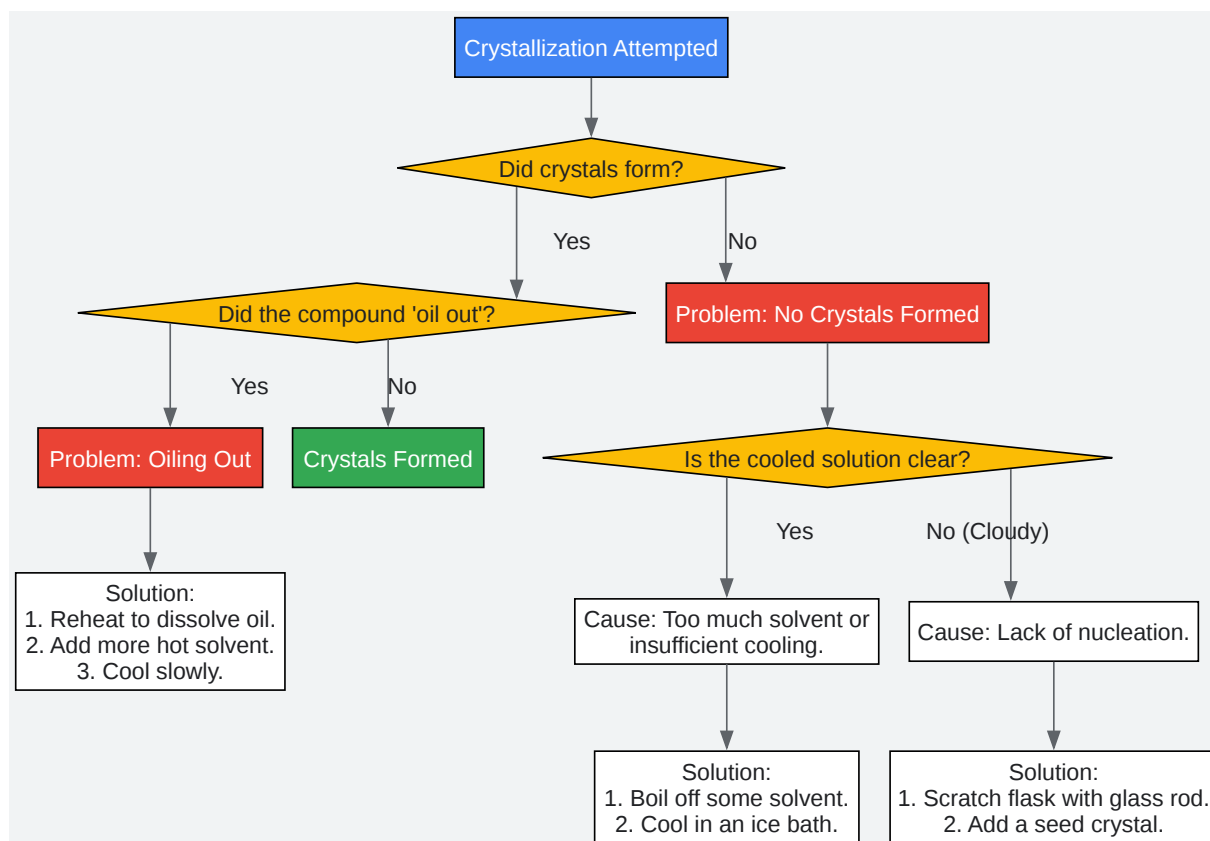 Crystallization Attempted
Did crystals form?
Yes
No
Did the compound 'oil out'?
Problem: No Crystals Formed
Yes
No
Problem: Oiling Out
Crystals Formed
Is the cooled solution clear?
Yes
No (Cloudy)
Solution:
1. Reheat to dissolve oil.
2. Add more hot solvent.
3. Cool slowly.
Cause: Too much solvent or
insufficient cooling.
Cause: Lack of nucleation.
Solution:
1. Boil off some solvent.
2. Cool in an ice bath.
Solution:
1. Scratch flask with glass rod.
2. Add a seed crystal.